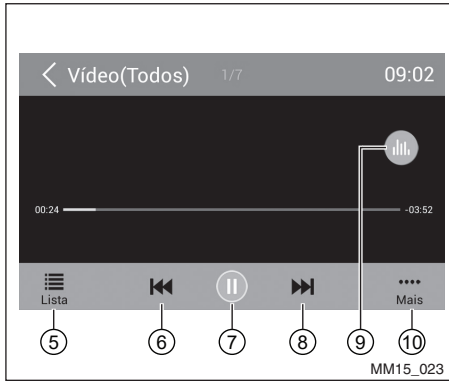 Vídeo(Todos) 1/7 09:02
9
00:24 -03:52
Lista Mais
5 6 7 8 10
MM15_023